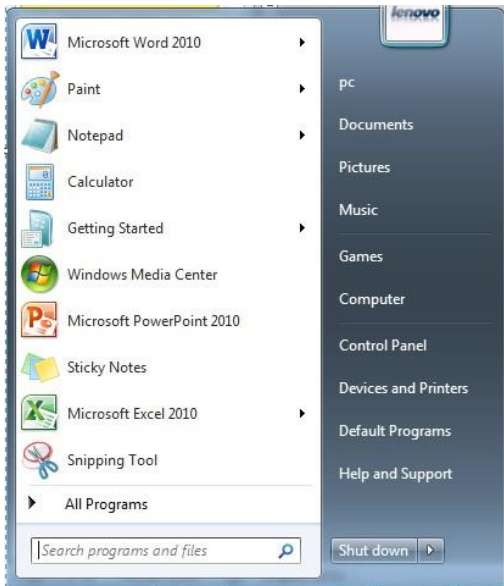 Microsoft Word 2010
Paint
Notepad
Calculator
Getting Started
Windows Media Center
Microsoft PowerPoint 2010
Sticky Notes
Microsoft Excel 2010
Snipping Tool
All Programs
Search programs and files
lenovo
pc
Documents
Pictures
Music
Games
Computer
Control Panel
Devices and Printers
Default Programs
Help and Support
Shut down